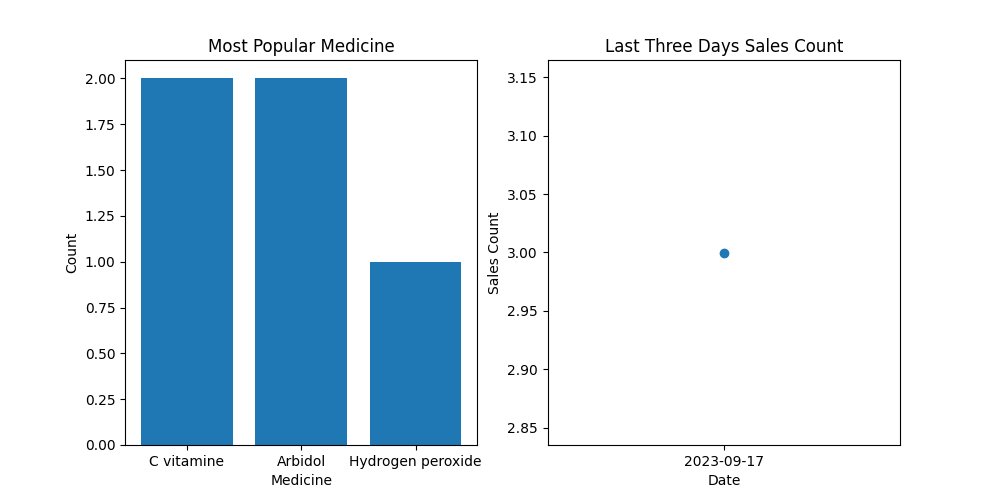 Most Popular Medicine
Count
2.00
1.75
1.50
1.25
1.00
0.75
0.50
0.25
0.00
C vitamine Arbidol Hydrogen peroxide
Medicine
Last Three Days Sales Count
Sales Count
3.15
3.10
3.05
3.00
2.95
2.90
2.85
2023-09-17
Date